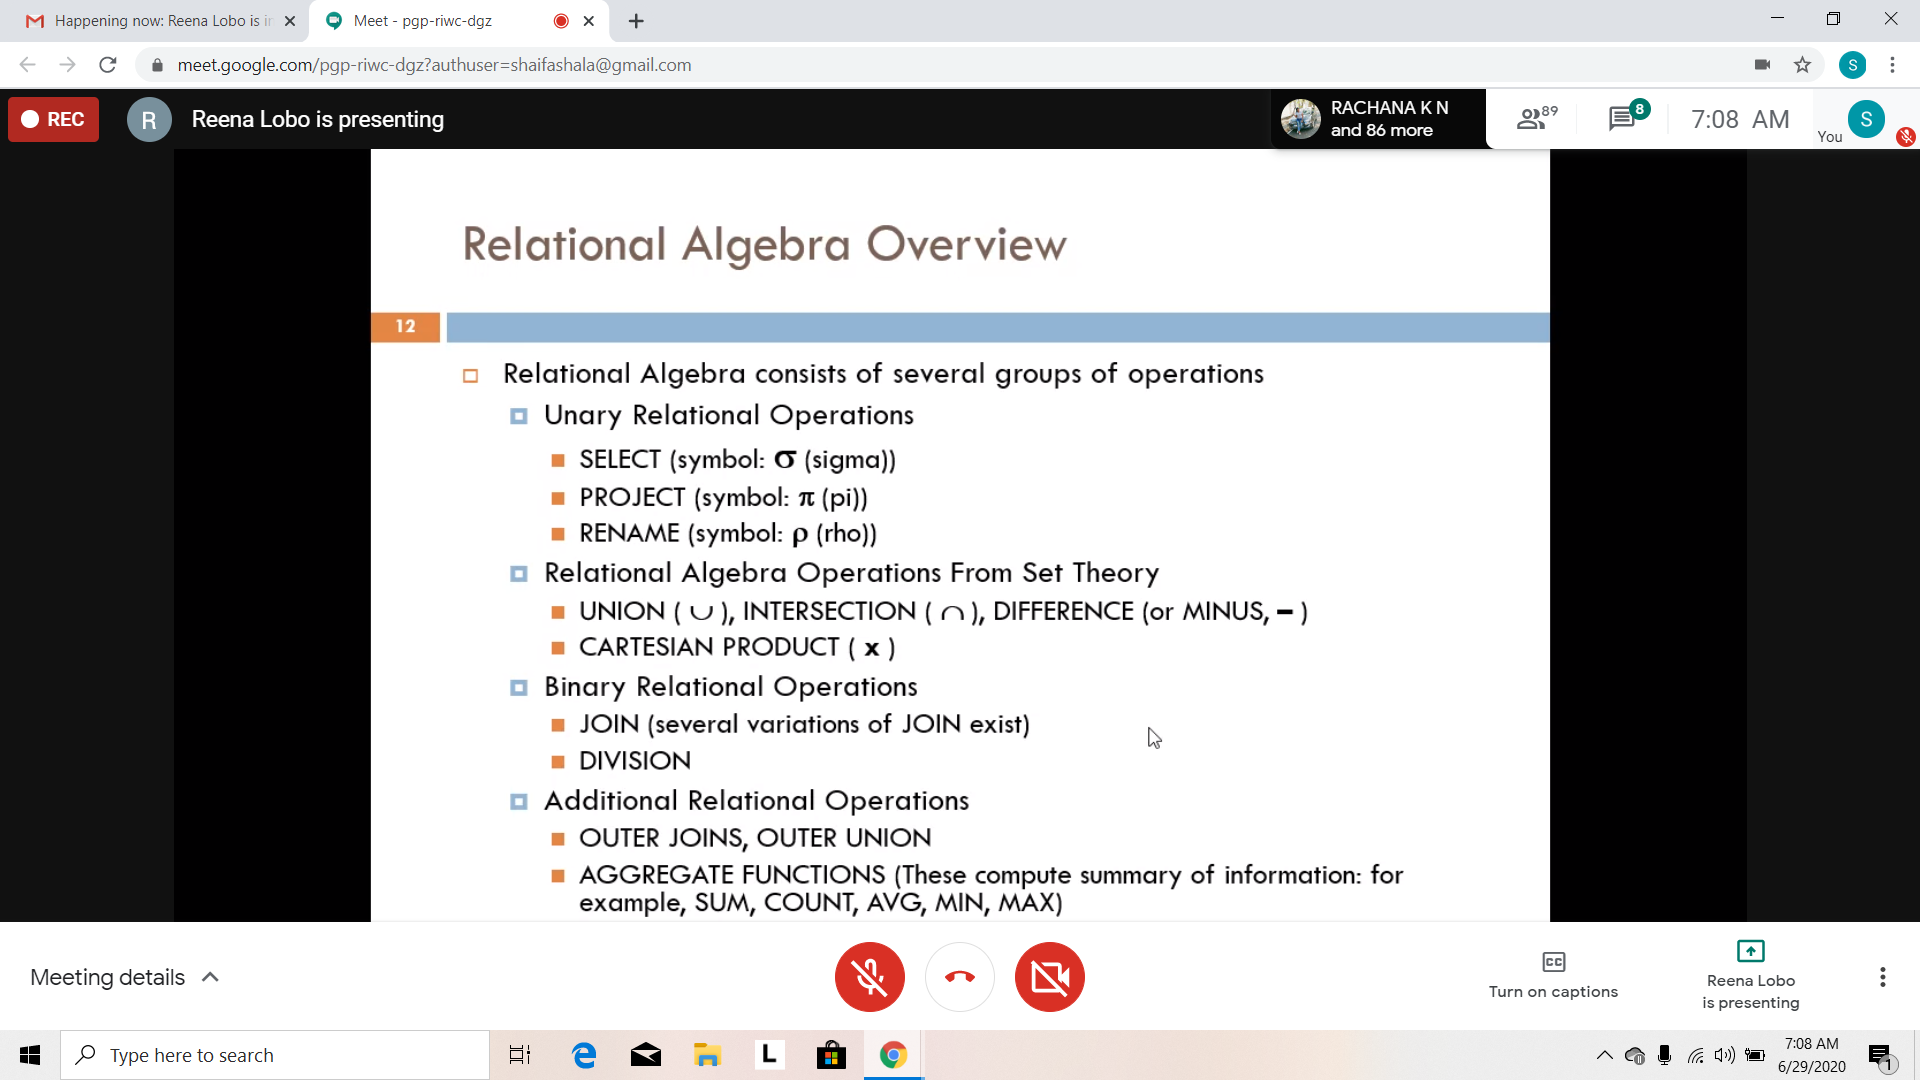 Happening now: Reena Lobo is in
Meet - pgp-riwc-dgz
meet.google.com/pgp-riwc-dgz?authuser=shaifashala@gmail.com
S
REC
R
Reena Lobo is presenting
RACHANA K N
and 86 more
89
8
7:08 AM
You
S
Relational Algebra Overview
12
Relational Algebra consists of several groups of operations
Unary Relational Operations
SELECT (symbol: σ (sigma))
PROJECT (symbol: π (pi))
RENAME (symbol: ρ (rho))
Relational Algebra Operations From Set Theory
UNION ( ∪ ), INTERSECTION ( ∩ ), DIFFERENCE (or MINUS, − )
CARTESIAN PRODUCT ( x )
Binary Relational Operations
JOIN (several variations of JOIN exist)
DIVISION
Additional Relational Operations
OUTER JOINS, OUTER UNION
AGGREGATE FUNCTIONS (These compute summary of information: for
example, SUM, COUNT, AVG, MIN, MAX)
Meeting details
CC
Turn on captions
Reena Lobo
is presenting
Type here to search
L
7:08 AM
6/29/2020
1